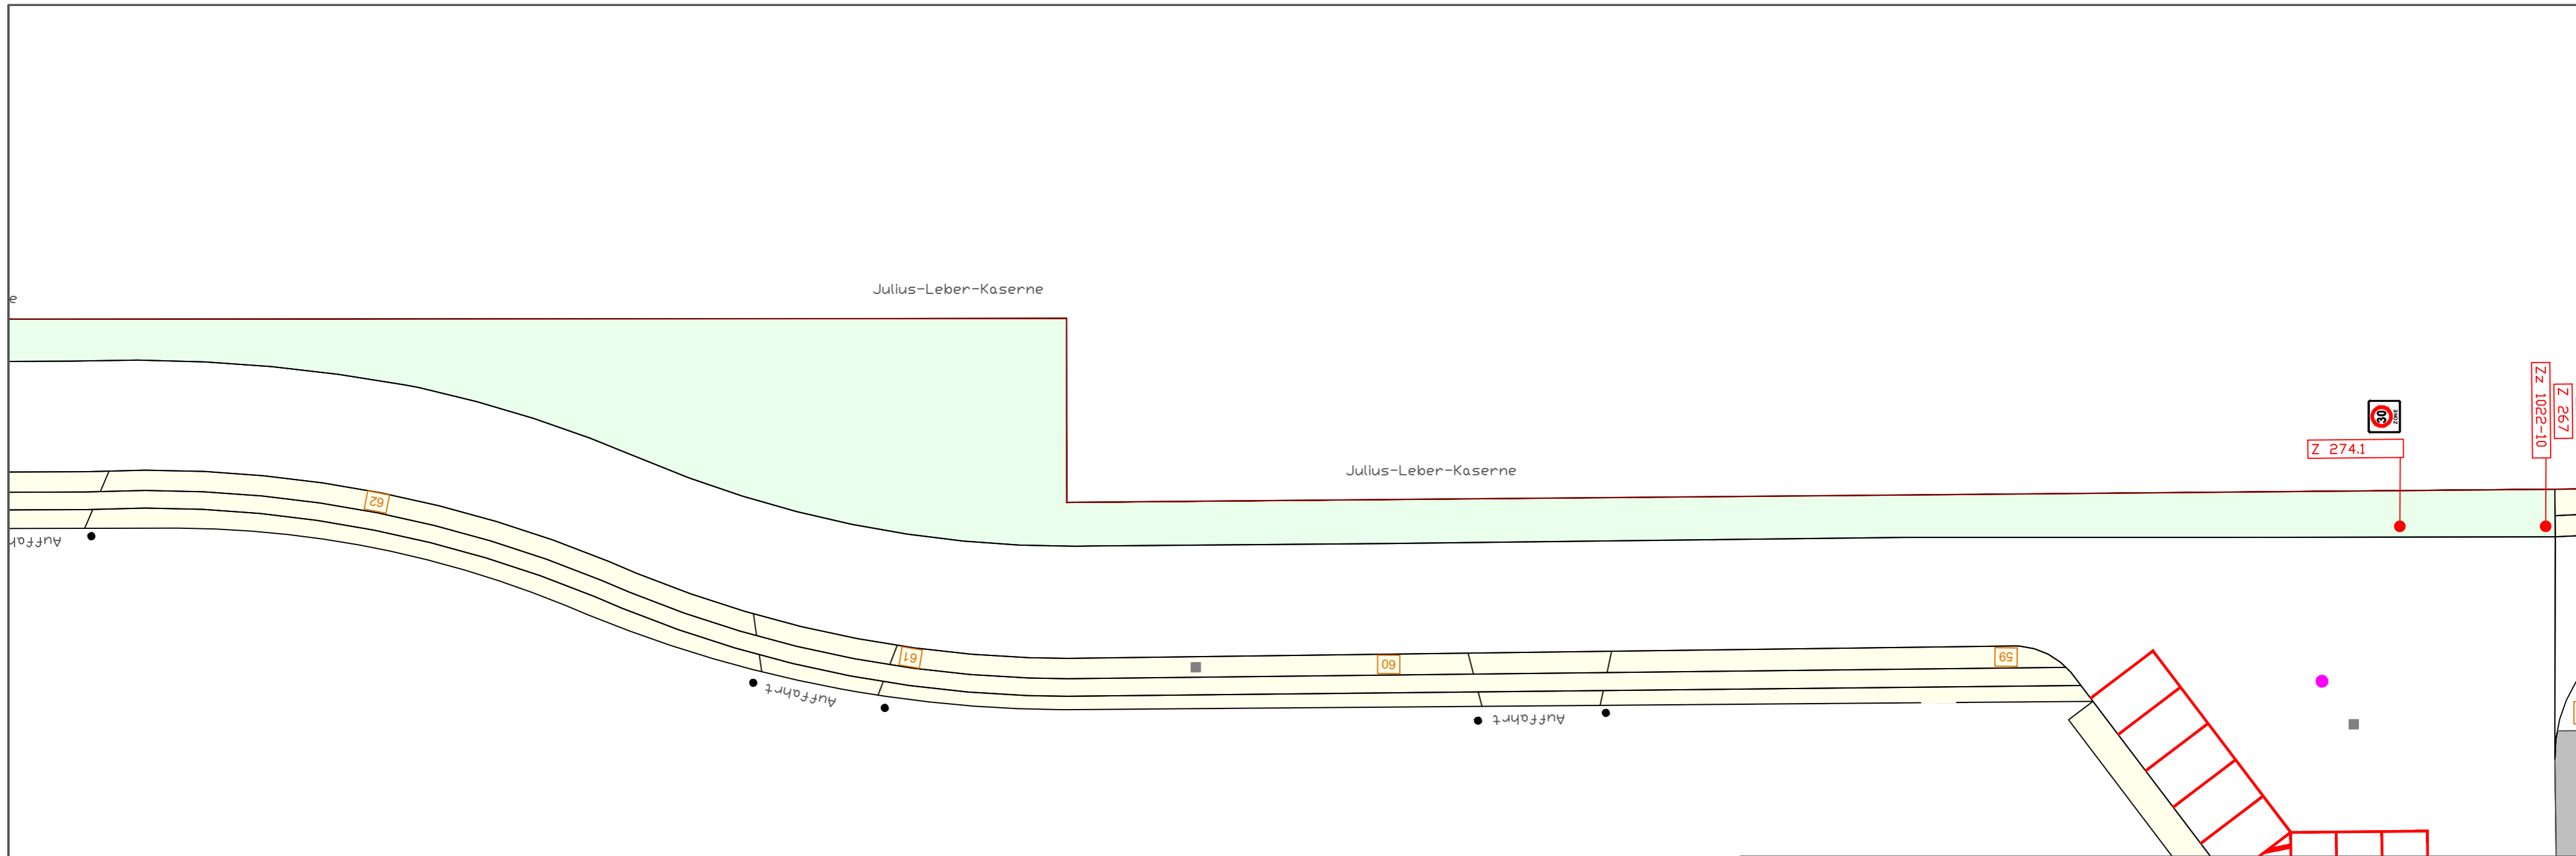 e
Julius-Leber-Kaserne
Julius-Leber-Kaserne
Zz 1022-10
Z 267
30
ZONE
Z 274.1
62
Auffahrt
61
Auffahrt
60
Auffahrt
59